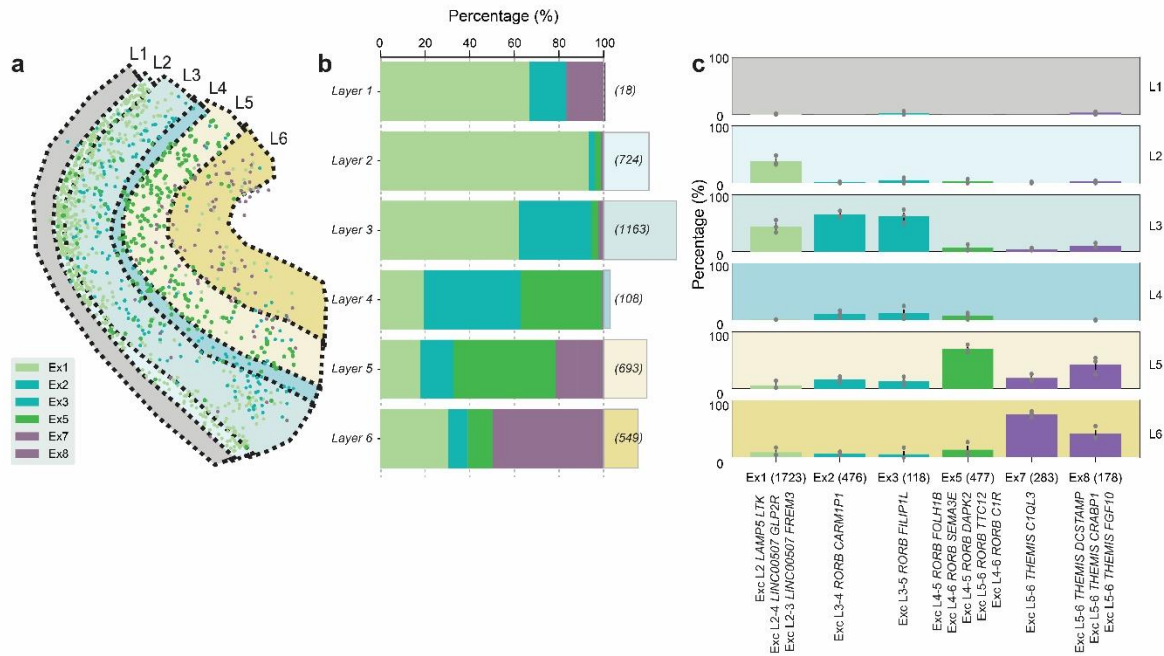 Percentage (%)
a
b
c
L1
L2
L3
L4
L5
L6
Ex1
Ex2
Ex3
Ex5
Ex7
Ex8
0
20
40
60
80
100
Layer 1
(18)
Layer 2
(724)
Layer 3
(1163)
Layer 4
(108)
Layer 5
(693)
Layer 6
(549)
Percentage (%)
100
0
L1
100
0
L2
100
0
L3
100
0
L4
100
0
L5
100
0
L6
Ex1 (1723)
Ex2 (476)
Ex3 (118)
Ex5 (477)
Ex7 (283)
Ex8 (178)
Exc L2 LAMP5 LTK
Exc L2-4 LINC00507 GLP2R
Exc L2-3 LINC00507 FREM3
Exc L3-4 RORB CARM1P1
Exc L3-5 RORB FILIP1L
Exc L4-5 RORB FOLH1B
Exc L4-6 RORB SEMA3E
Exc L4-5 RORB DAPK2
Exc L5-6 RORB TTC12
Exc L4-6 RORB C1R
Exc L5-6 THEMIS C1QL3
Exc L5-6 THEMIS DCSTAMP
Exc L5-6 THEMIS CRABP1
Exc L5-6 THEMIS FGF10